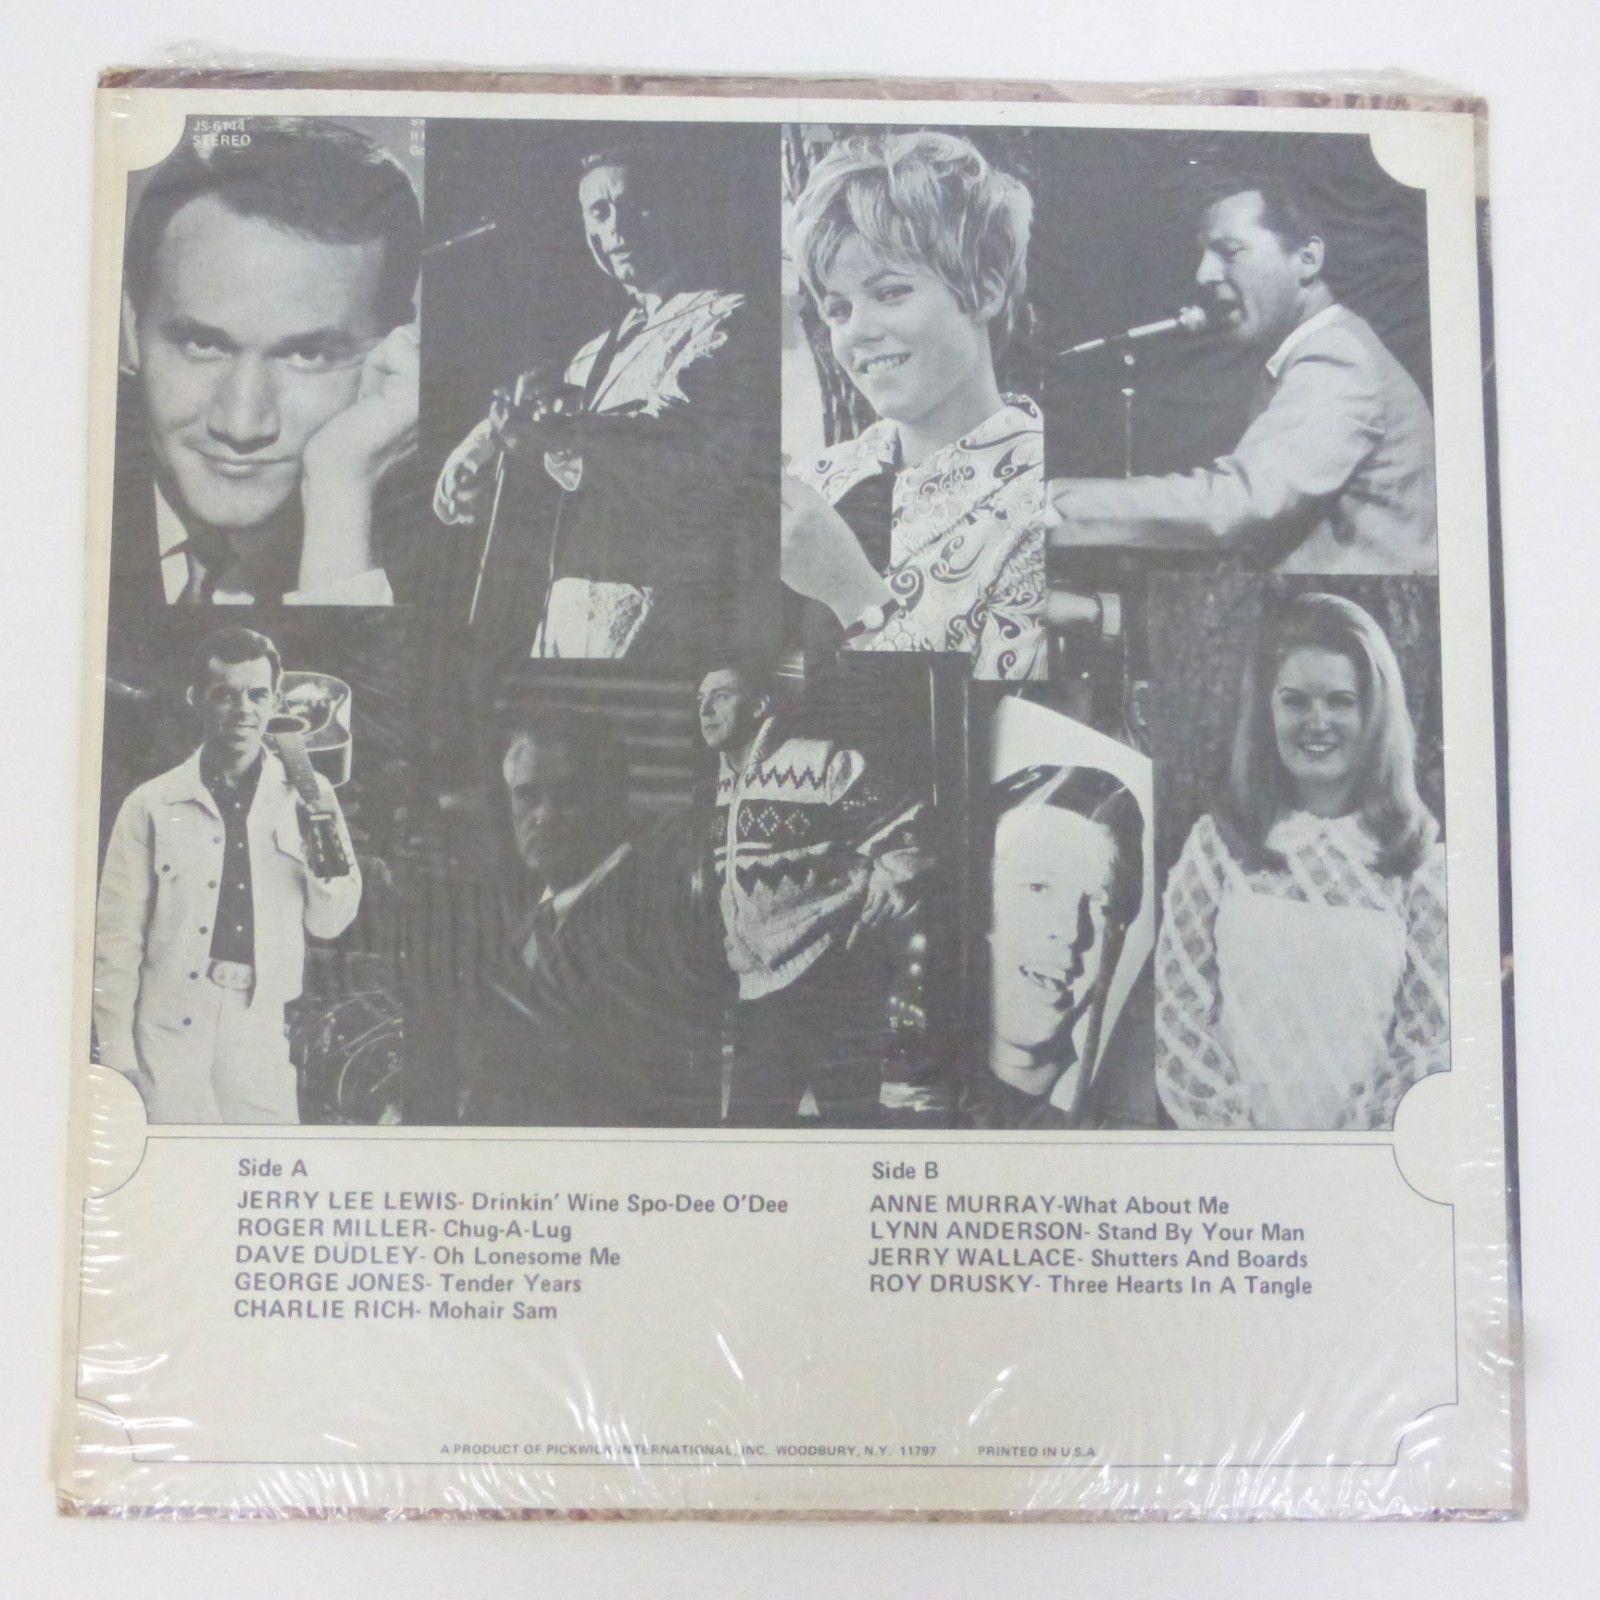 JS-6144
STEREO
Side A
JERRY LEE LEWIS- Drinkin' Wine Spo-Dee O'Dee
ROGER MILLER- Chug-A-Lug
DAVE DUDLEY- Oh Lonesome Me
GEORGE JONES- Tender Years
CHARLIE RICH- Mohair Sam
Side B
ANNE MURRAY-What About Me
LYNN ANDERSON- Stand By Your Man
JERRY WALLACE- Shutters And Boards
ROY DRUSKY- Three Hearts In A Tangle
A PRODUCT OF PICKWICK INTERNATIONAL, INC. WOODBURY, N.Y. 11797 PRINTED IN U.S.A